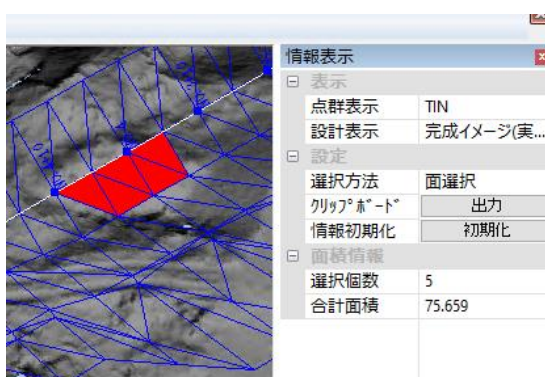 情報表示
表示
点群表示 TIN
設計表示 完成イメージ(実...
設定
選択方法 面選択
ｸﾘｯﾌﾟﾎﾞｰﾄﾞ 出力
情報初期化 初期化
面積情報
選択個数 5
合計面積 75.659